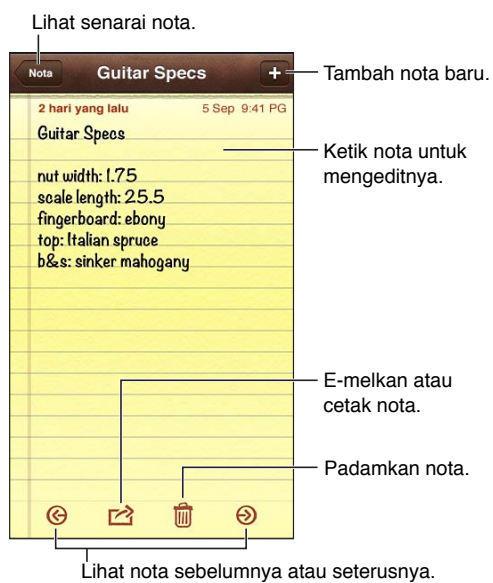 Lihat senarai nota.
Nota
Guitar Specs
+
Tambah nota baru.
2 hari yang lalu
5 Sep 9:41 PG
Guitar Specs
Ketik nota untuk
mengeditnya.
nut width: 1.75
scale length: 25.5
fingerboard: ebony
top: Italian spruce
b&s: sinker mahogany
E-melkan atau
cetak nota.
Padamkan nota.
Lihat nota sebelumnya atau seterusnya.